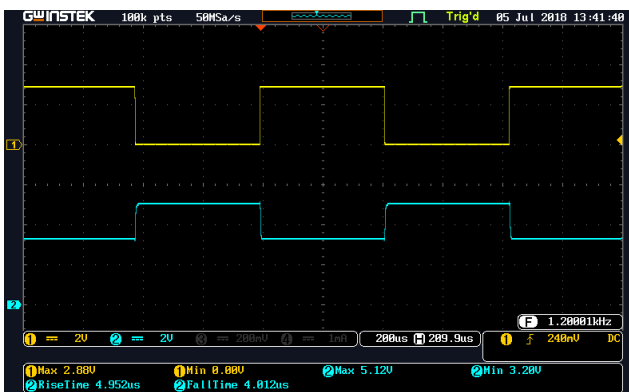 GWINSTEK 100k pts 50MSa/s Trig'd 05 Jul 2018 13:41:40
1
2
F 1.20001kHz
1 2V 2 2V 3 200mV 4 1mA 200us H 209.9us 1 240mV DC
1 Max 2.88V 1 Min 0.00V 2 Max 5.12V 2 Min 3.20V
2 RiseTime 4.952us 2 FallTime 4.012us